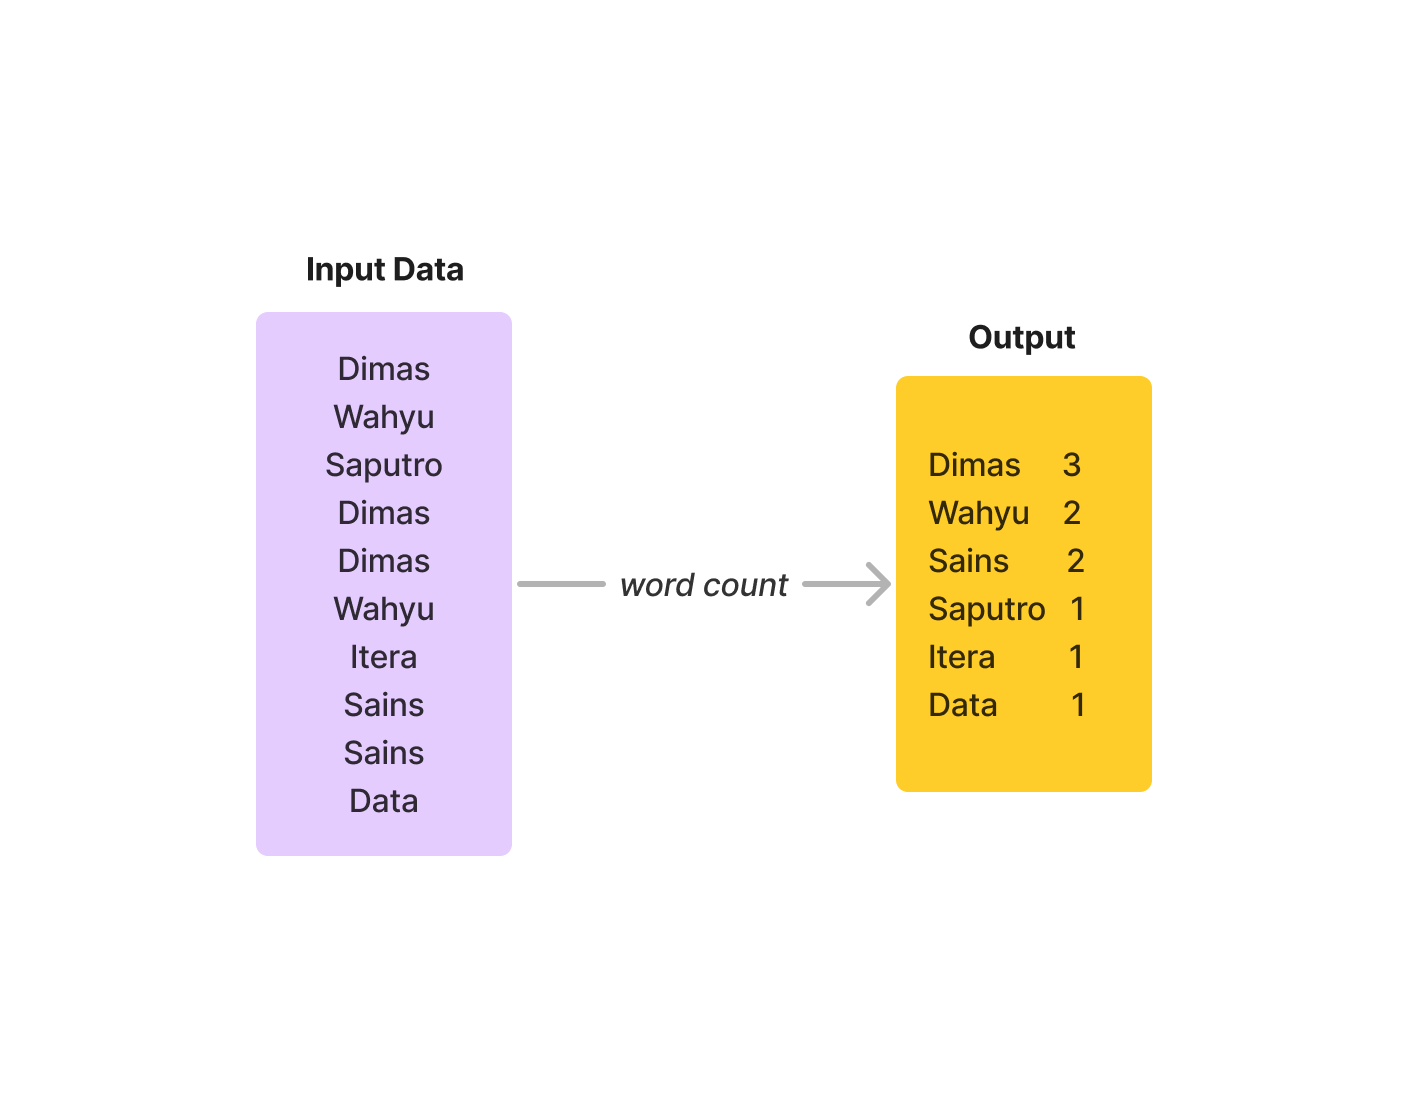 Input Data
Dimas
Wahyu
Saputro
Dimas
Dimas
Wahyu
Itera
Sains
Sains
Data
word count
Output
Dimas 3
Wahyu 2
Sains 2
Saputro 1
Itera 1
Data 1